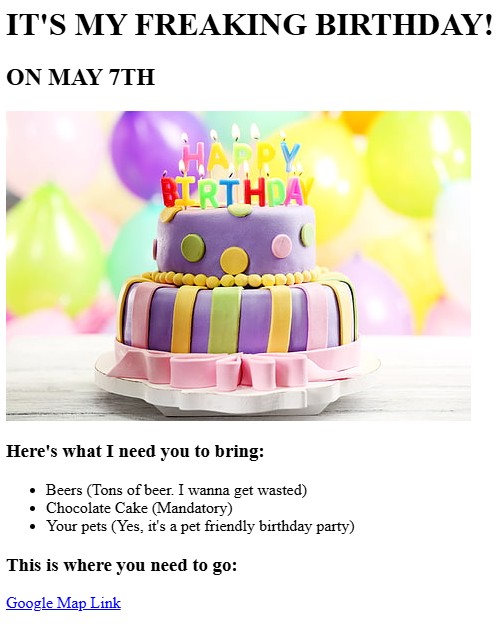 IT'S MY FREAKING BIRTHDAY!
ON MAY 7TH
HAPPY
BIRTHDAY
Here's what I need you to bring:
Beers (Tons of beer. I wanna get wasted)
Chocolate Cake (Mandatory)
Your pets (Yes, it's a pet friendly birthday party)
This is where you need to go:
Google Map Link